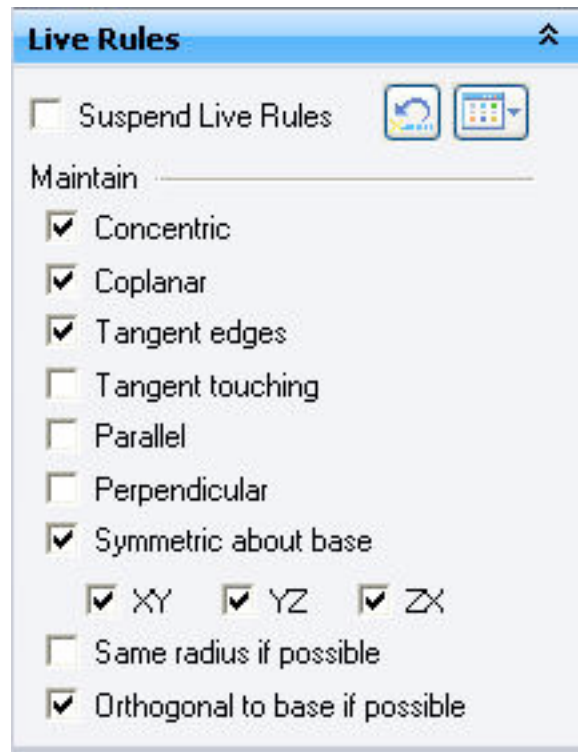 Live Rules
Suspend Live Rules
Maintain
Concentric
Coplanar
Tangent edges
Tangent touching
Parallel
Perpendicular
Symmetric about base
XY YZ ZX
Same radius if possible
Orthogonal to base if possible